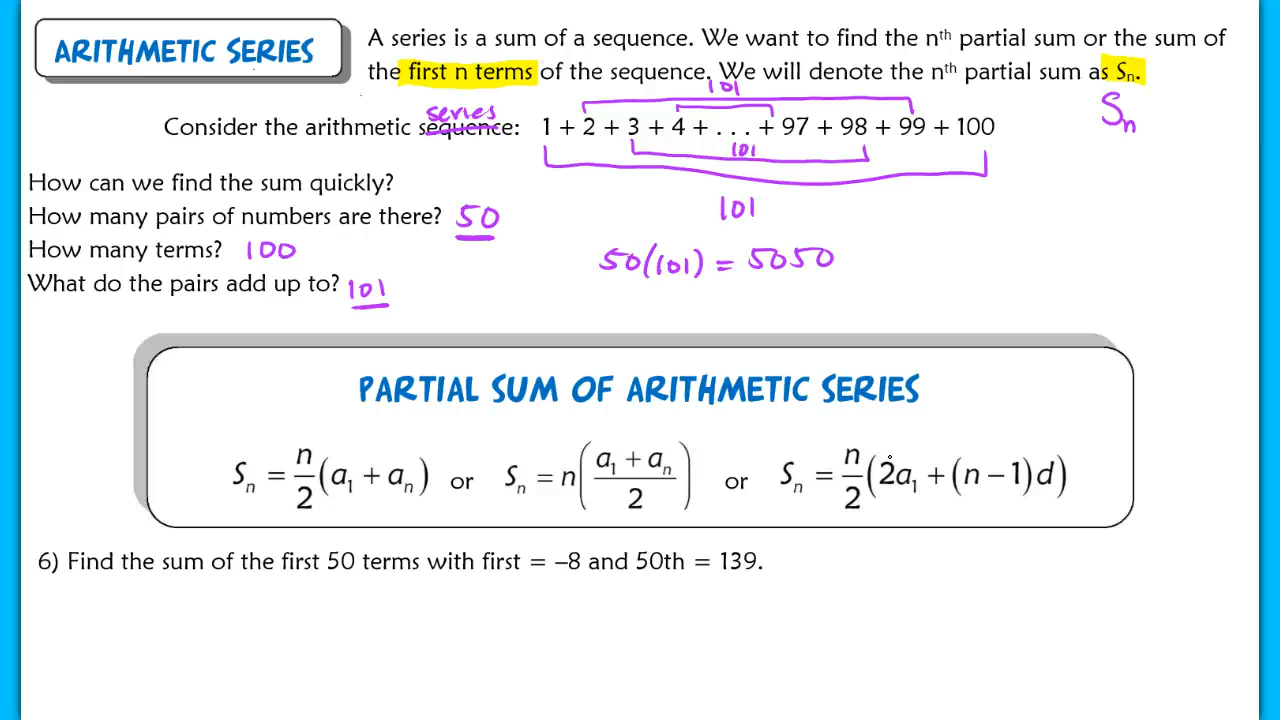 ARITHMETIC SERIES
A series is a sum of a sequence. We want to find the nth partial sum or the sum of
the first n terms of the sequence. We will denote the nth partial sum as Sn.
101
Sn
series
Consider the arithmetic sequence: 1 + 2 + 3 + 4 + . . . + 97 + 98 + 99 + 100
101
How can we find the sum quickly?
101
How many pairs of numbers are there? 50
How many terms? 100
50(101) = 5050
What do the pairs add up to? 101
PARTIAL SUM OF ARITHMETIC SERIES
Sn = n/2 (a1 + an) or Sn = n((a1 + an)/2) or Sn = n/2 (2a1 + (n − 1)d)
6) Find the sum of the first 50 terms with first = –8 and 50th = 139.